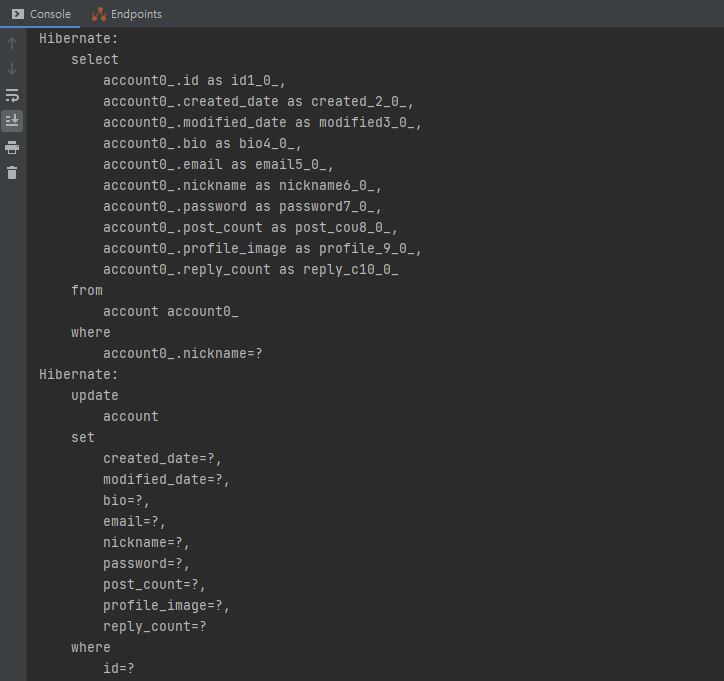 Console Endpoints
Hibernate:
    select
        account0_.id as id1_0_,
        account0_.created_date as created_2_0_,
        account0_.modified_date as modified3_0_,
        account0_.bio as bio4_0_,
        account0_.email as email5_0_,
        account0_.nickname as nickname6_0_,
        account0_.password as password7_0_,
        account0_.post_count as post_cou8_0_,
        account0_.profile_image as profile_9_0_,
        account0_.reply_count as reply_c10_0_
    from
        account account0_
    where
        account0_.nickname=?
Hibernate:
    update
        account
    set
        created_date=?,
        modified_date=?,
        bio=?,
        email=?,
        nickname=?,
        password=?,
        post_count=?,
        profile_image=?,
        reply_count=?
    where
        id=?